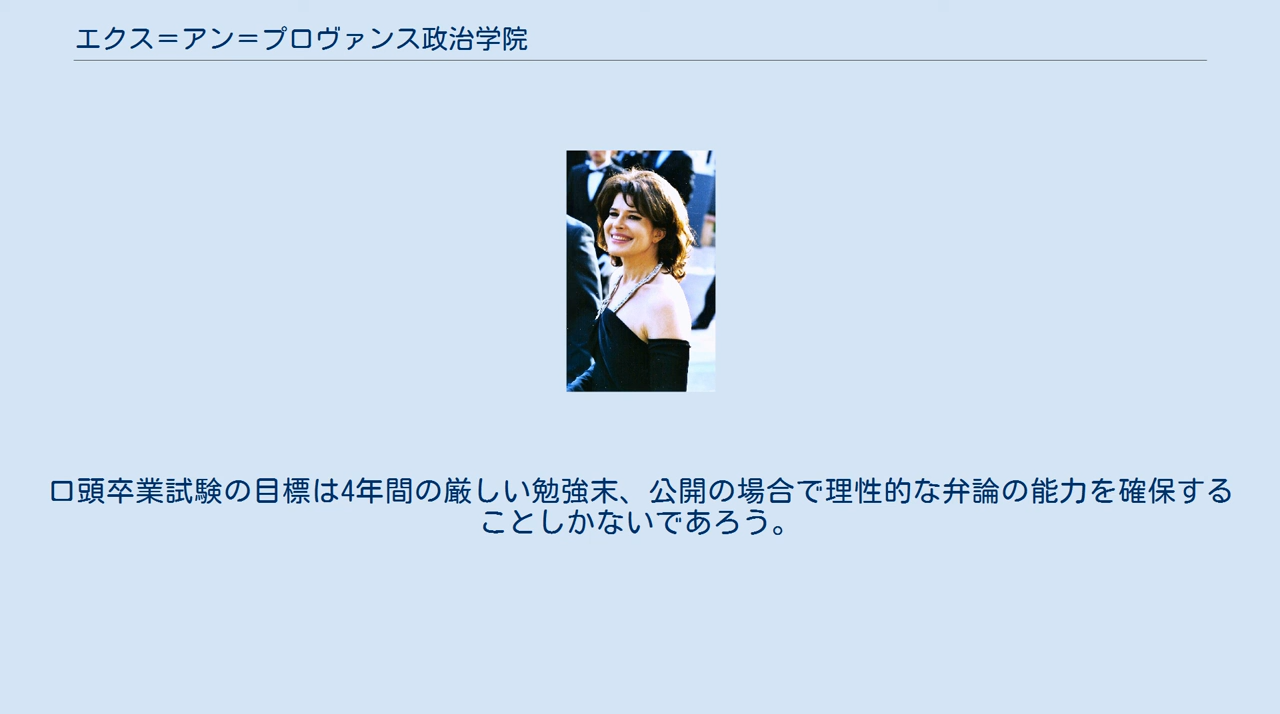 エクス＝アン＝プロヴァンス政治学院
口頭卒業試験の目標は4年間の厳しい勉強末、公開の場合で理性的な弁論の能力を確保する
ことしかないであろう。